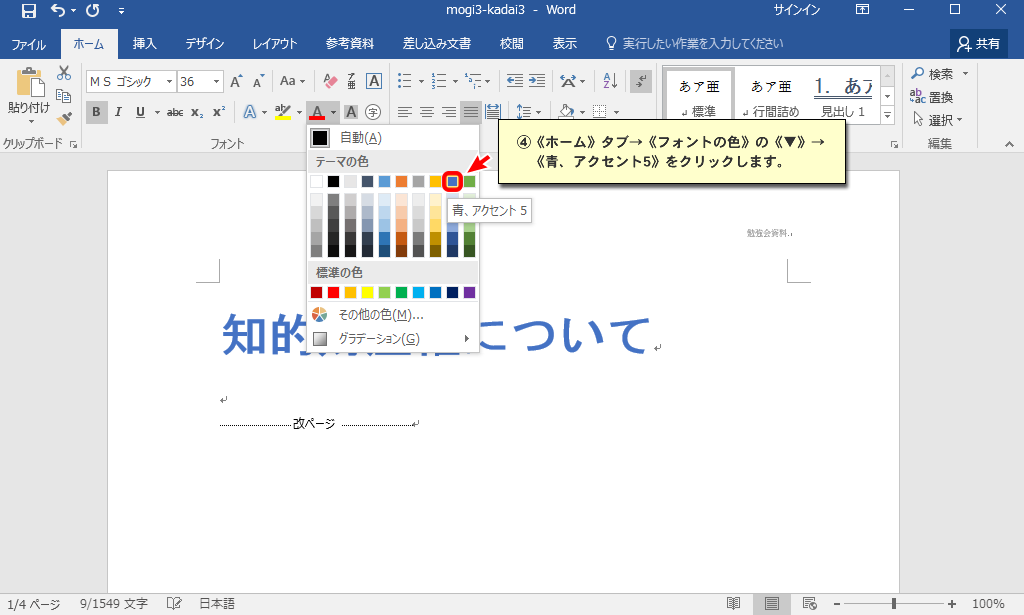 mogi3-kadai3 - Word
サインイン
ファイル
ホーム
挿入
デザイン
レイアウト
参考資料
差し込み文書
校閲
表示
実行したい作業を入力してください
共有
貼り付け
ＭＳ ゴシック
36
A A Aa
A
B I U abc x₂ x²
A
A
A
字
あア亜
あア亜
1. あア
↲ 標準
↲ 行間詰め
見出し 1
検索
置換
選択
クリップボード
フォント
編集
自動(A)
テーマの色
青、アクセント 5
標準の色
その他の色(M)...
グラデーション(G)
④《ホーム》タブ→《フォントの色》の《▼》→
《青、アクセント5》をクリックします。
勉強会資料
知的
について
改ページ
1/4 ページ
9/1549 文字
日本語
100%